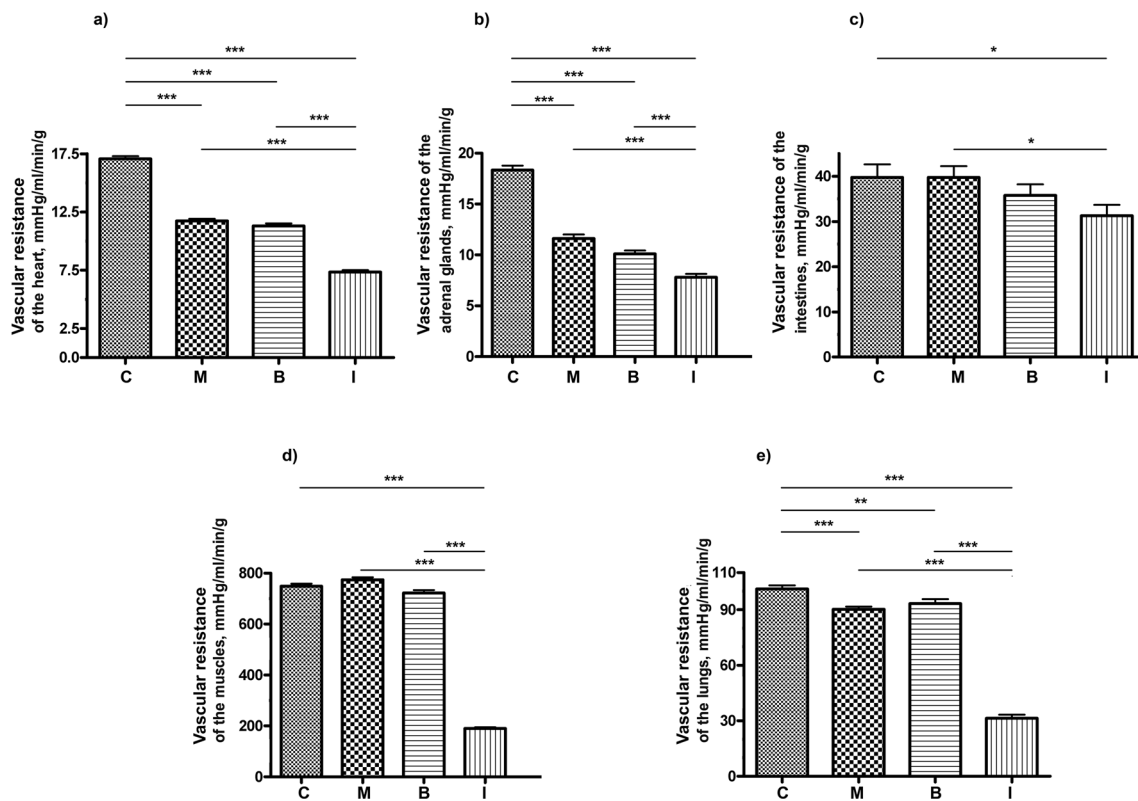 a)
***
***
***
***
***
Vascular resistance
of the heart, mmHg/ml/min/g
17.5
12.5
7.5
2.5
0.0
C M B I
b)
***
***
***
***
***
Vascular resistance of the
adrenal glands, mmHg/ml/min/g
20
15
10
5
0
C M B I
c)
*
*
Vascular resistance of the
intestines, mmHg/ml/min/g
40
30
20
10
0
C M B I
d)
***
***
***
Vascular resistance
of the muscles, mmHg/ml/min/g
800
600
400
200
0
C M B I
e)
***
**
***
***
***
Vascular resistance
of the lungs, mmHg/ml/min/g
110
90
60
30
0
C M B I